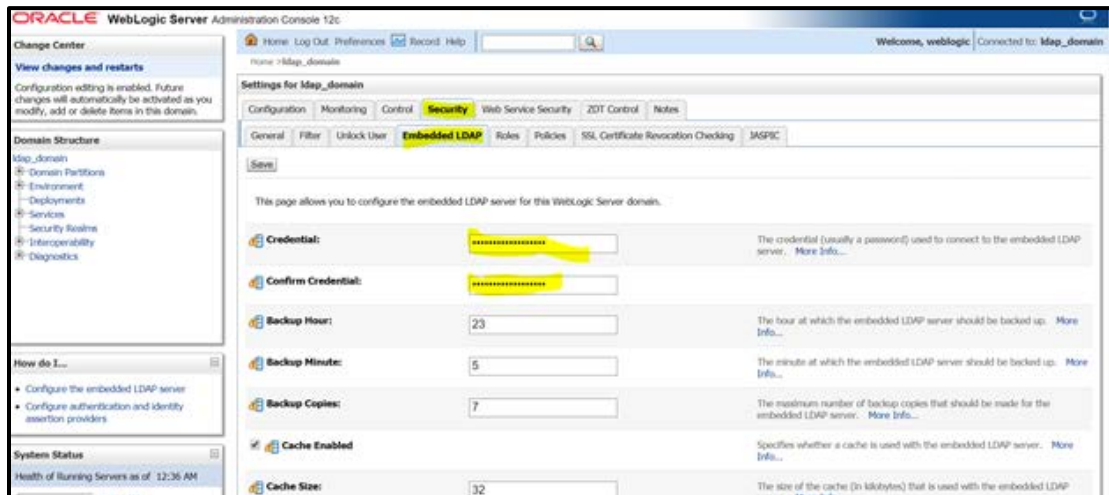 ORACLE WebLogic Server Administration Console 12c
Change Center
View changes and restarts
Configuration editing is enabled. Future
changes will automatically be activated as you
modify, add or delete items in this domain.
Domain Structure
ldap_domain
Domain Partitions
Environment
Deployments
Services
Security Realms
Interoperability
Diagnostics
How do I...
Configure the embedded LDAP server
Configure authentication and identity
assertion providers
System Status
Health of Running Servers as of 12:36 AM
Home Log Out Preferences Record Help
Welcome, weblogic Connected to: ldap_domain
Home >ldap_domain
Settings for ldap_domain
Configuration Monitoring Control Security Web Service Security ZDT Control Notes
General Filter Unlock User Embedded LDAP Roles Policies SSL Certificate Revocation Checking JASPIC
Save
This page allows you to configure the embedded LDAP server for this WebLogic Server domain.
Credential:
The credential (usually a password) used to connect to the embedded LDAP
server. More Info...
Confirm Credential:
Backup Hour: 23
The hour at which the embedded LDAP server should be backed up. More
Info...
Backup Minute: 5
The minute at which the embedded LDAP server should be backed up. More
Info...
Backup Copies: 7
The maximum number of backup copies that should be made for the
embedded LDAP server. More Info...
Cache Enabled
Specifies whether a cache is used with the embedded LDAP server. More
Info...
Cache Size: 32
The size of the cache (in kilobytes) that is used with the embedded LDAP